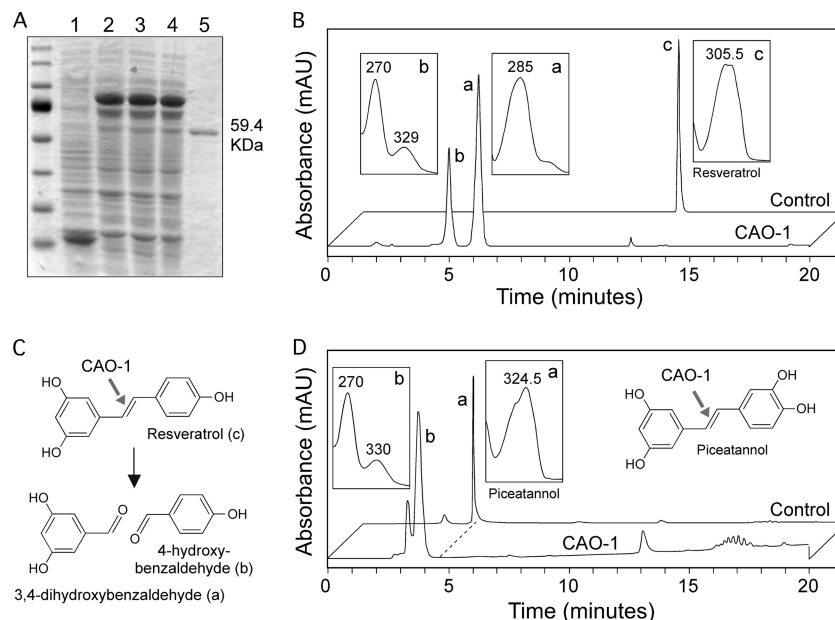 A
1 2 3 4 5
59.4
KDa
B
Absorbance (mAU)
270
b
329
285
a
a
b
c
305.5
c
Resveratrol
Control
CAO-1
0 5 10 15 20
Time (minutes)
C
CAO-1
HO
OH
HO
Resveratrol (c)
HO
O
O
OH
HO
4-hydroxy-
benzaldehyde (b)
3,4-dihydroxybenzaldehyde (a)
D
Absorbance (mAU)
270
b
330
b
a
324.5
a
Piceatannol
CAO-1
OH
HO
OH
HO
Piceatannol
Control
CAO-1
0 5 10 15 20
Time (minutes)